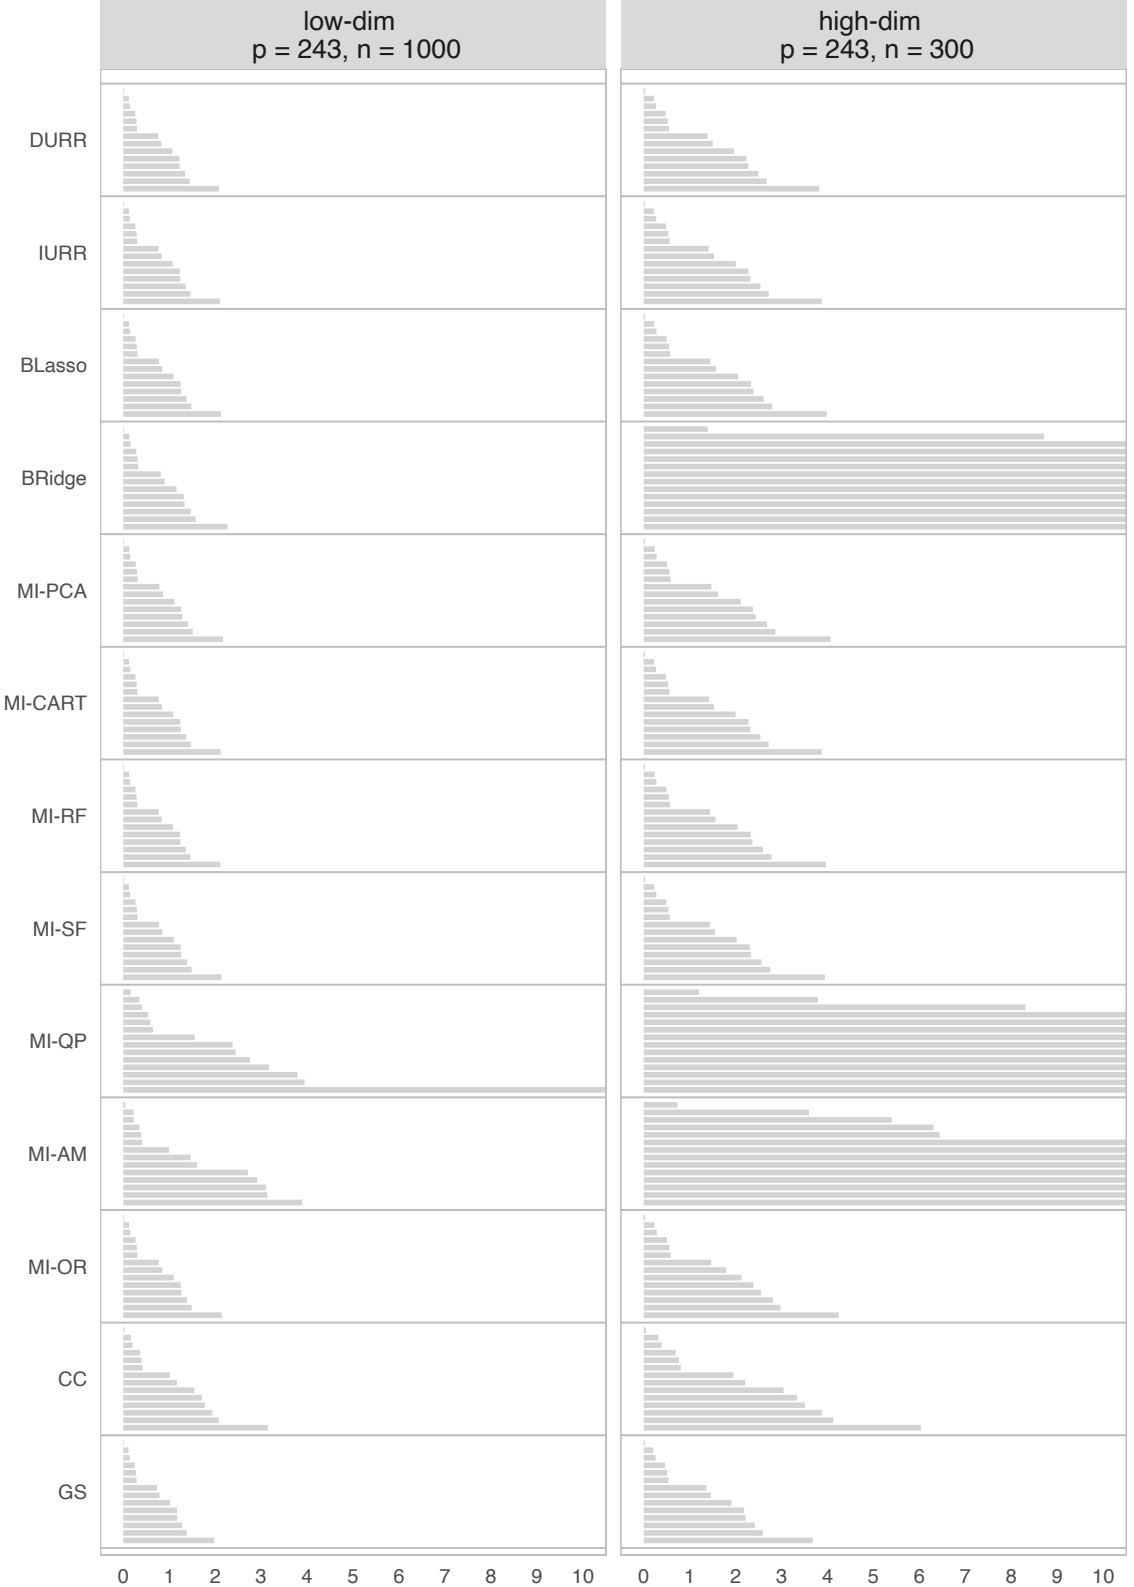 low-dim
p = 243, n = 1000
high-dim
p = 243, n = 300
DURR
IURR
BLasso
BRidge
MI-PCA
MI-CART
MI-RF
MI-SF
MI-QP
MI-AM
MI-OR
CC
GS
0 1 2 3 4 5 6 7 8 9 10
0 1 2 3 4 5 6 7 8 9 10